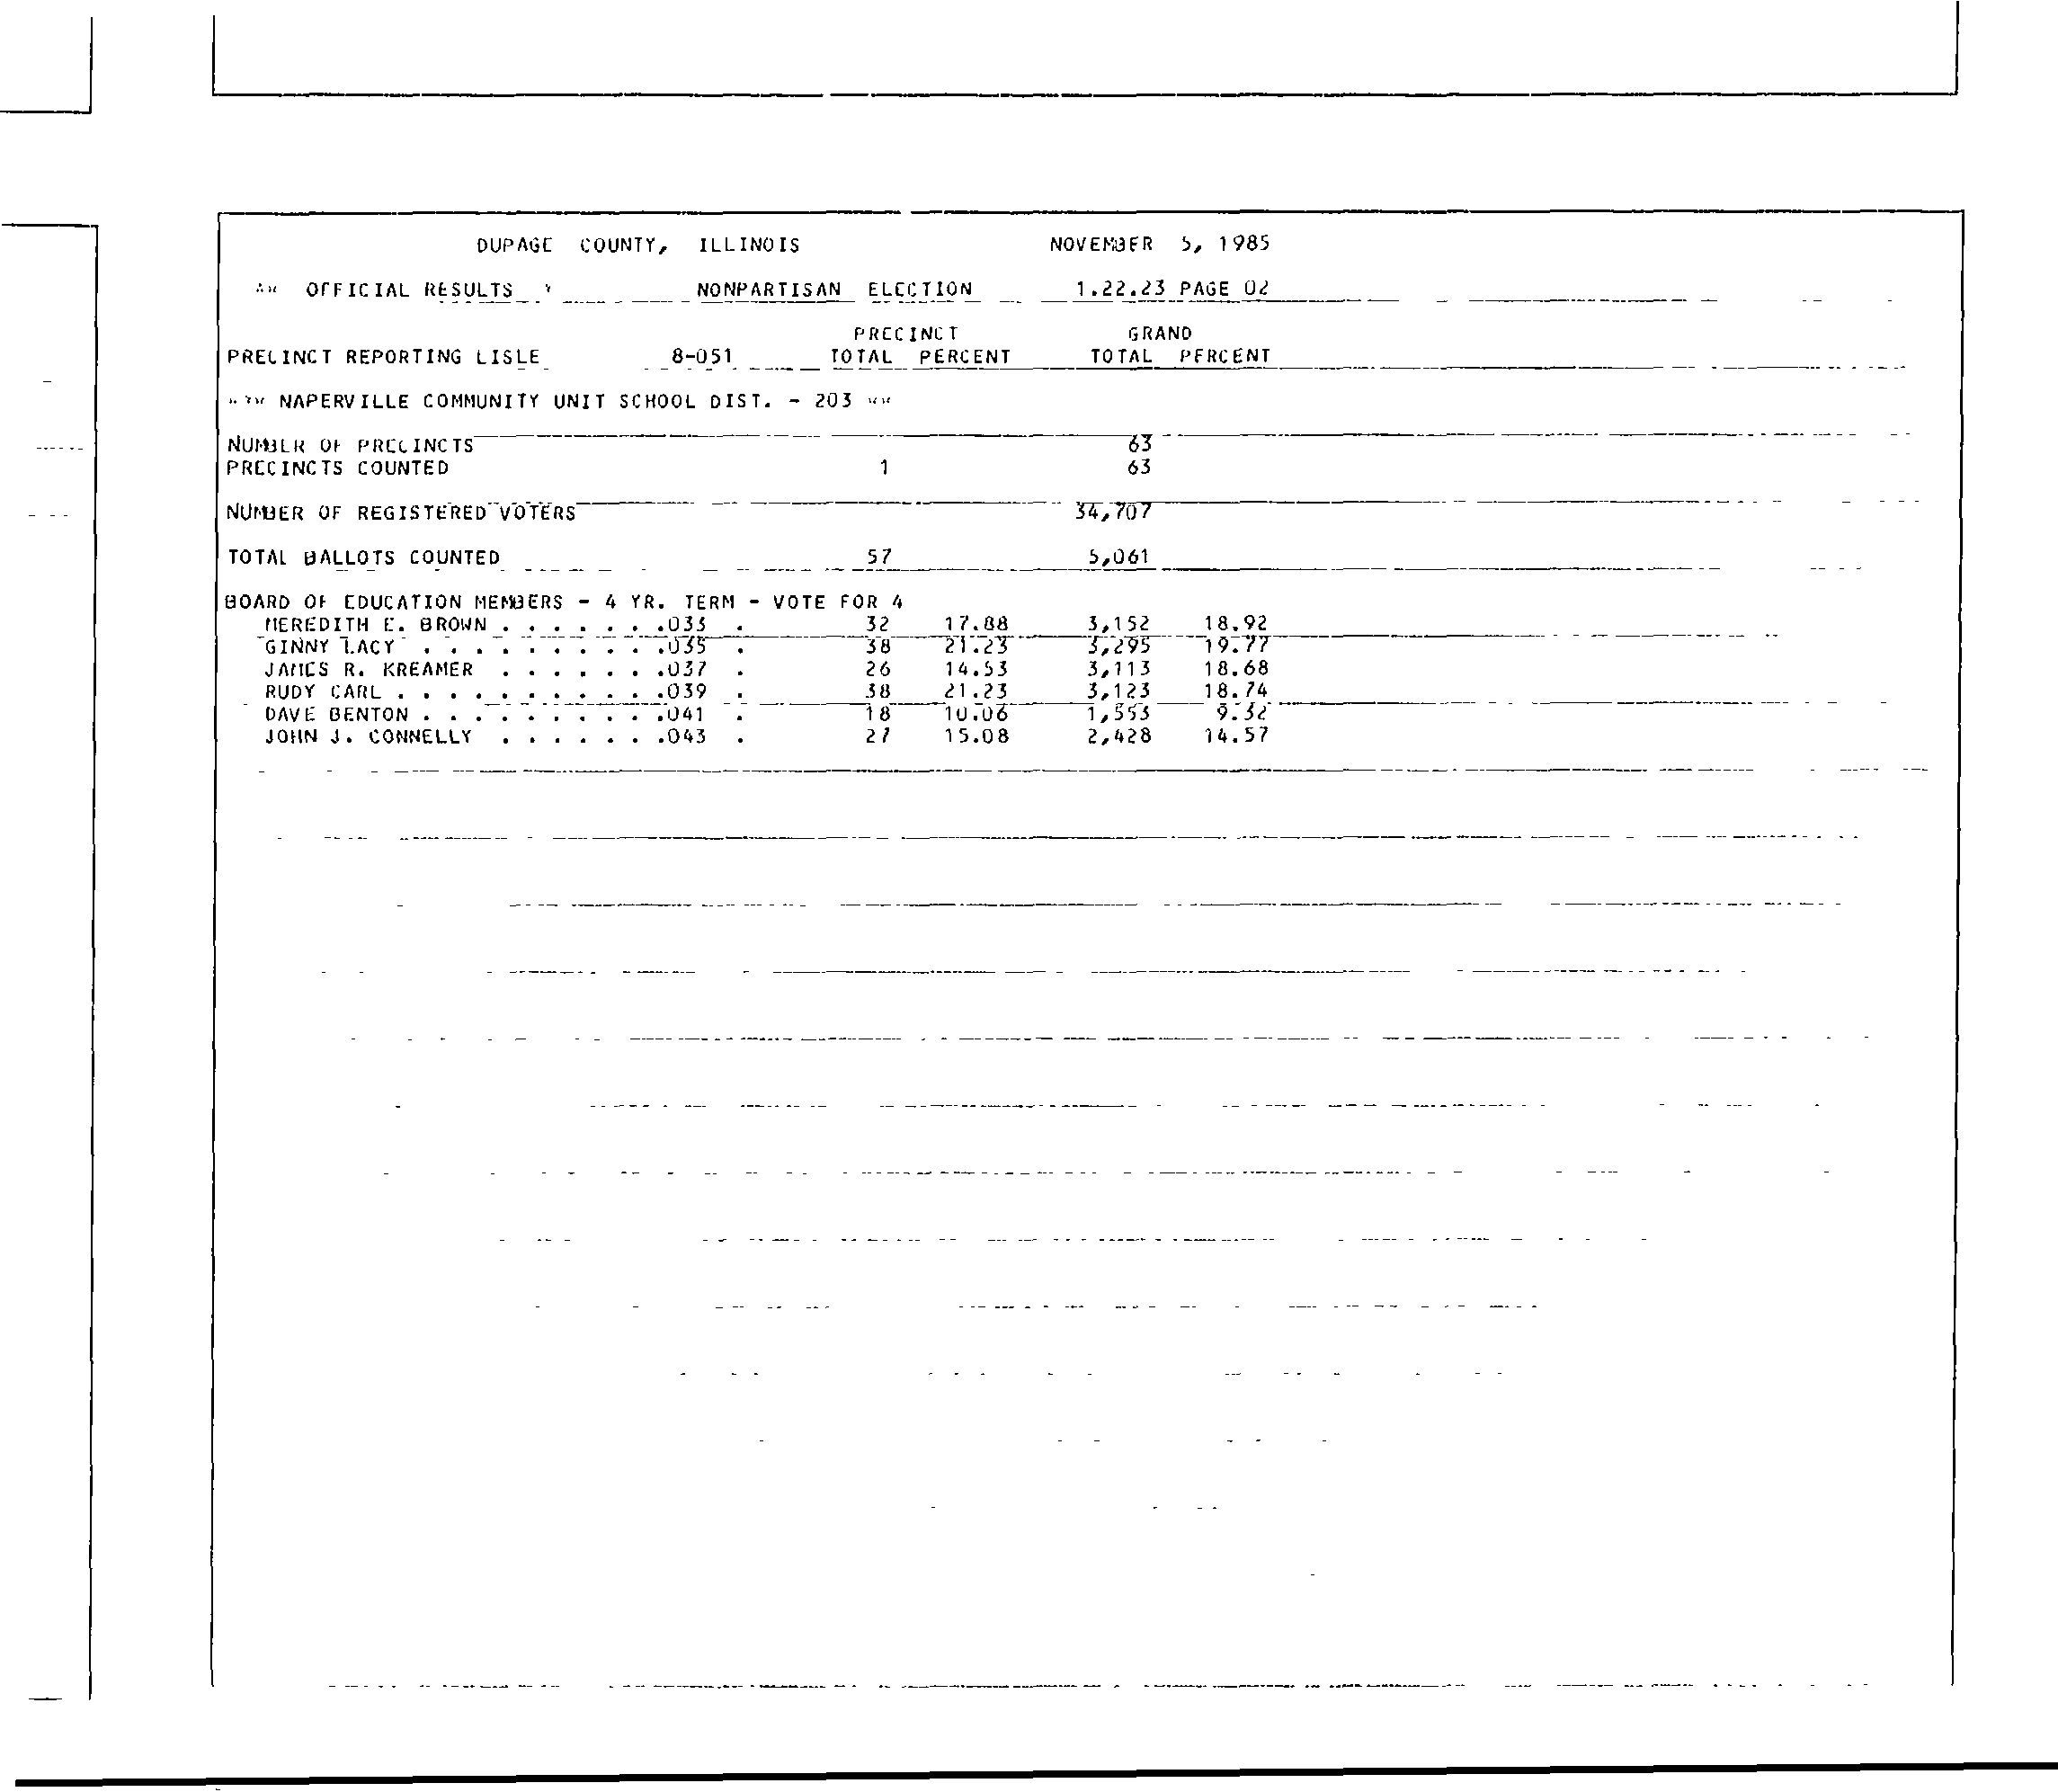 DUPAGE COUNTY, ILLINOIS NOVEMBER 5, 1985
OFFICIAL RESULTS NONPARTISAN ELECTION 1.22.23 PAGE 02
PRECINCT GRAND
PRECINCT REPORTING LISLE 8-051 TOTAL PERCENT TOTAL PERCENT
NAPERVILLE COMMUNITY UNIT SCHOOL DIST. - 203
NUMBER OF PRECINCTS 63
PRECINCTS COUNTED 1 63
NUMBER OF REGISTERED VOTERS 34,707
TOTAL BALLOTS COUNTED 57 5,061
BOARD OF EDUCATION MEMBERS - 4 YR. TERM - VOTE FOR 4
MEREDITH E. BROWN . . . . . . .033 . 32 17.88 3,152 18.92
GINNY LACY . . . . . . . . . .035 . 38 21.23 3,295 19.77
JAMES R. KREAMER . . . . . . .037 . 26 14.53 3,113 18.68
RUDY CARL . . . . . . . . . . .039 . 38 21.23 3,123 18.74
DAVE BENTON . . . . . . . . . .041 . 18 10.06 1,553 9.32
JOHN J. CONNELLY . . . . . . .043 . 27 15.08 2,428 14.57